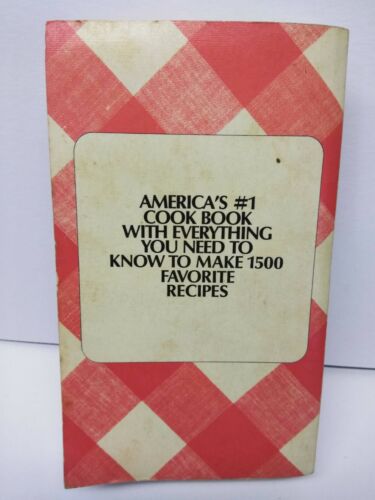 AMERICA'S #1
COOK BOOK
WITH EVERYTHING
YOU NEED TO
KNOW TO MAKE 1500
FAVORITE
RECIPES